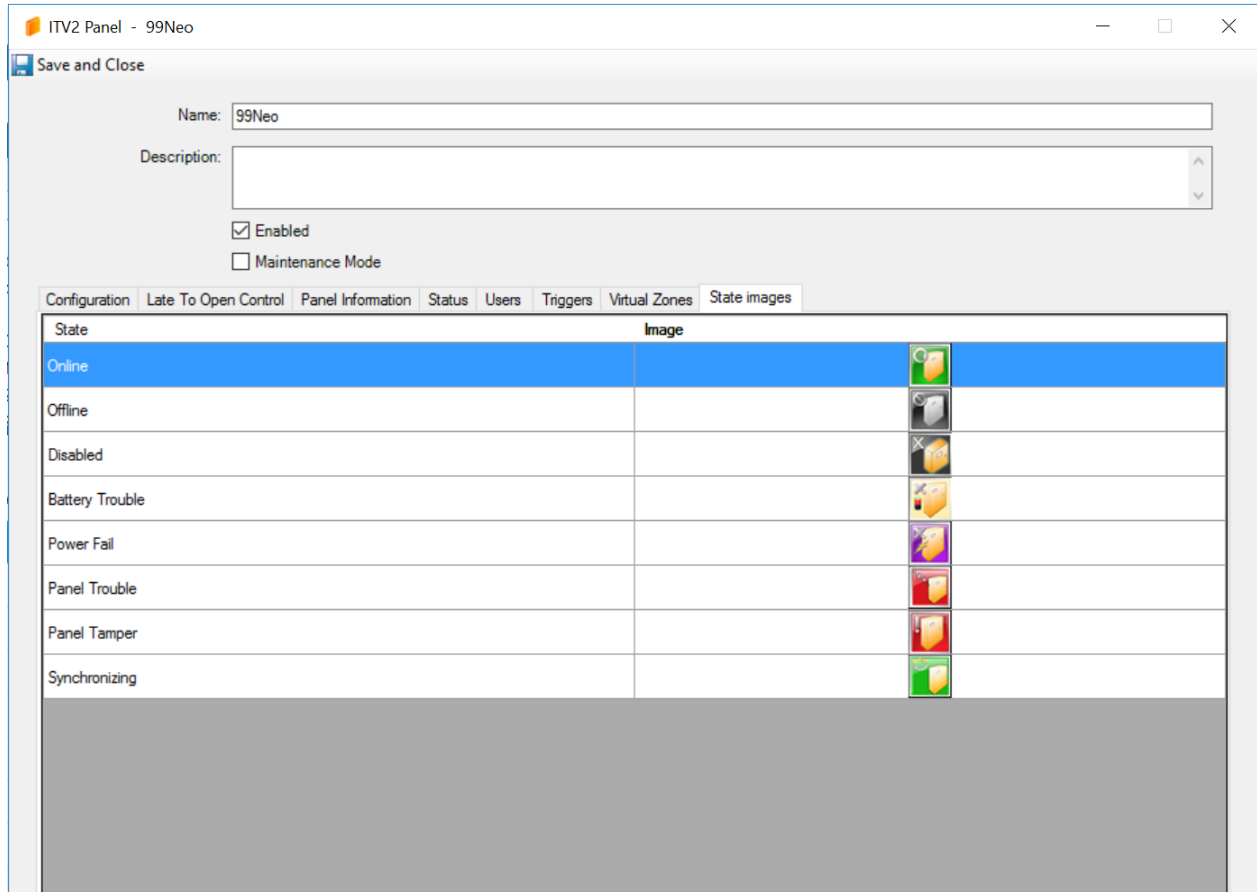 ITV2 Panel - 99Neo
Save and Close
Name: 99Neo
Description:
Enabled
Maintenance Mode
Configuration Late To Open Control Panel Information Status Users Triggers Virtual Zones State images
State Image
Online
Offline
Disabled
Battery Trouble
Power Fail
Panel Trouble
Panel Tamper
Synchronizing